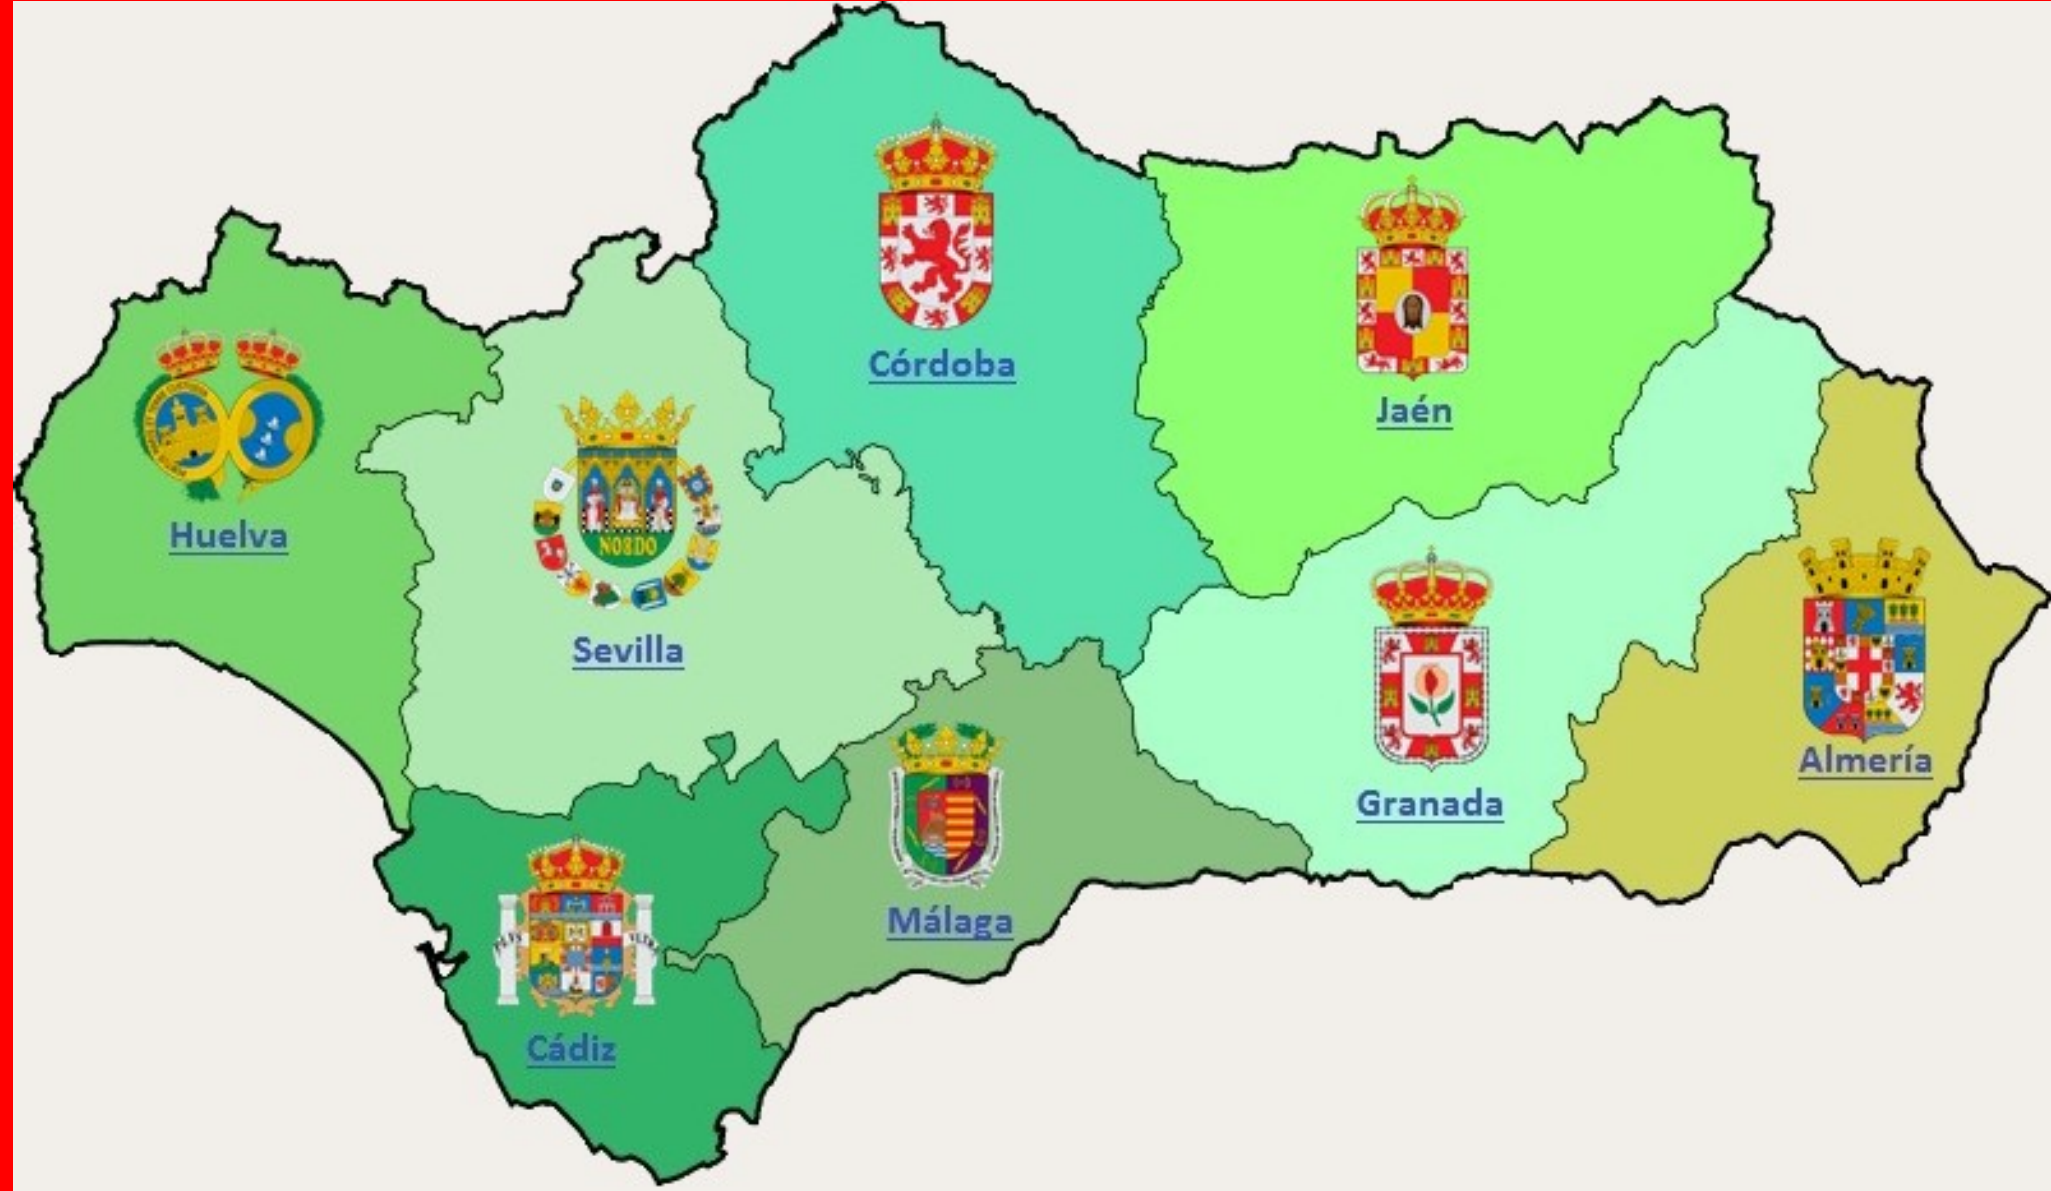 Córdoba
Jaén
Huelva
NO8DO
Sevilla
Almería
Granada
Málaga
Cádiz